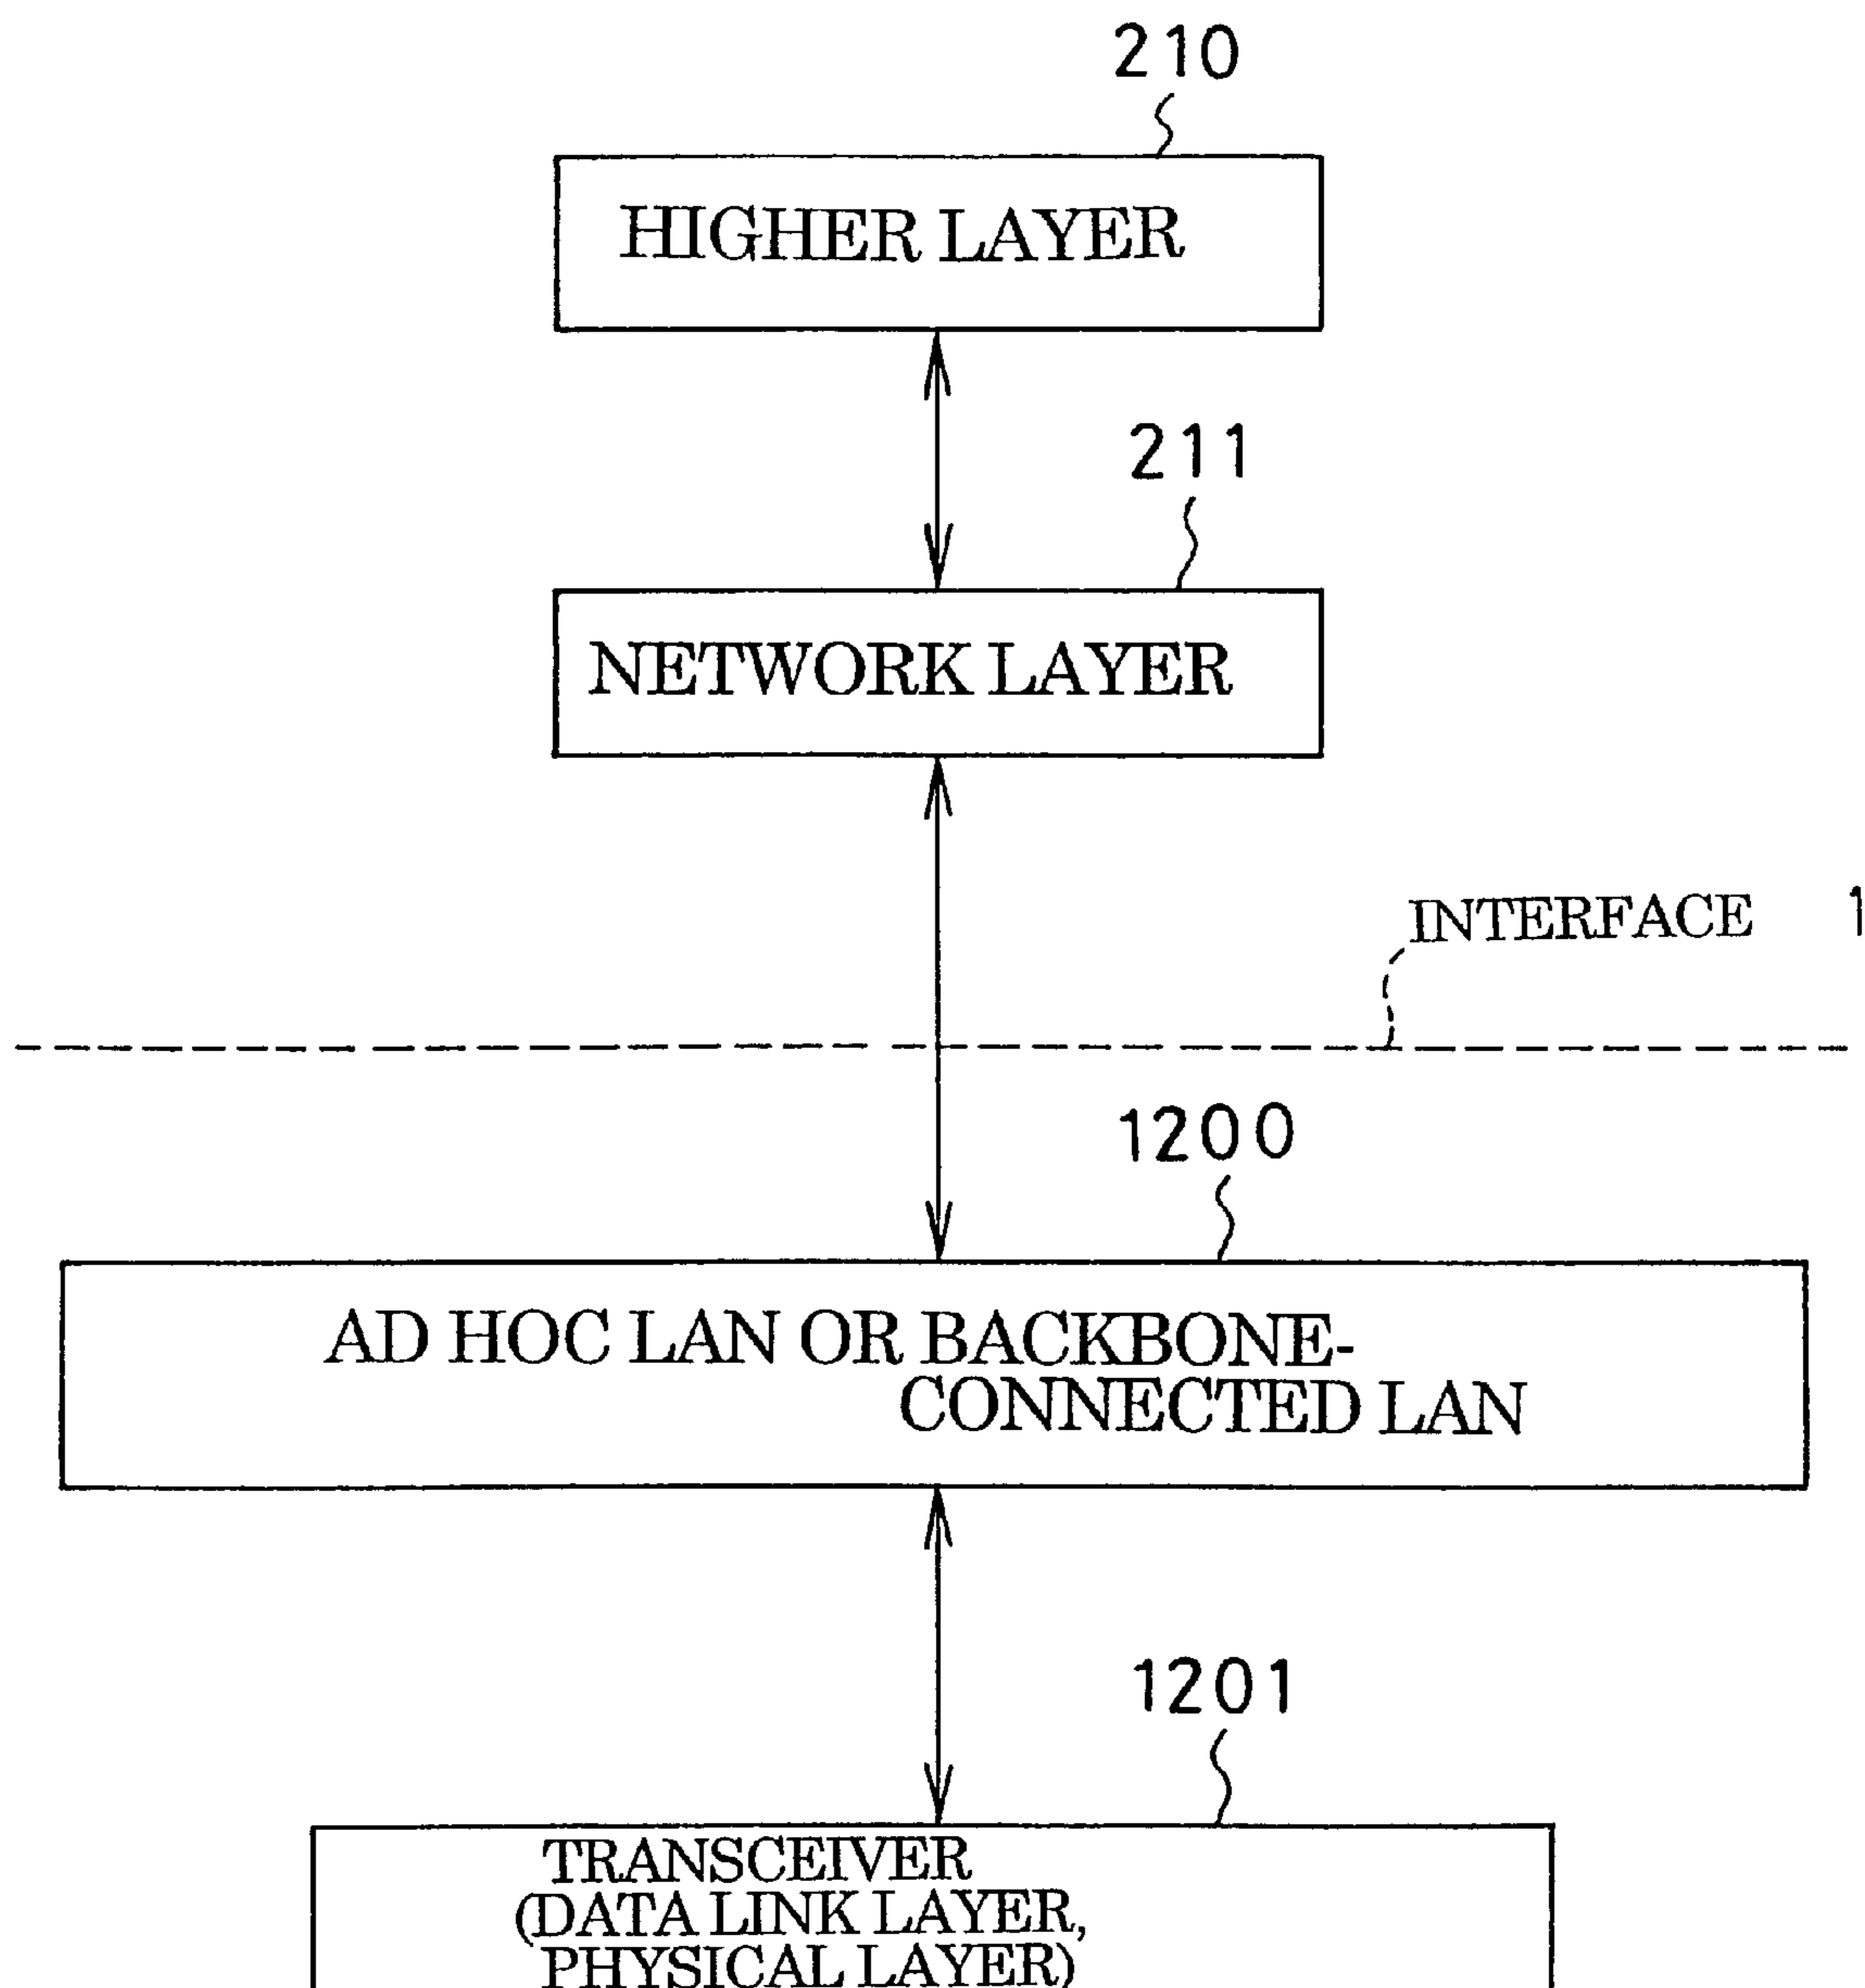 210
HIGHER LAYER
211
NETWORK LAYER
INTERFACE 1
1200
AD HOC LAN OR BACKBONE-
CONNECTED LAN
1201
TRANSCEIVER
(DATA LINK LAYER,
PHYSICAL LAYER)